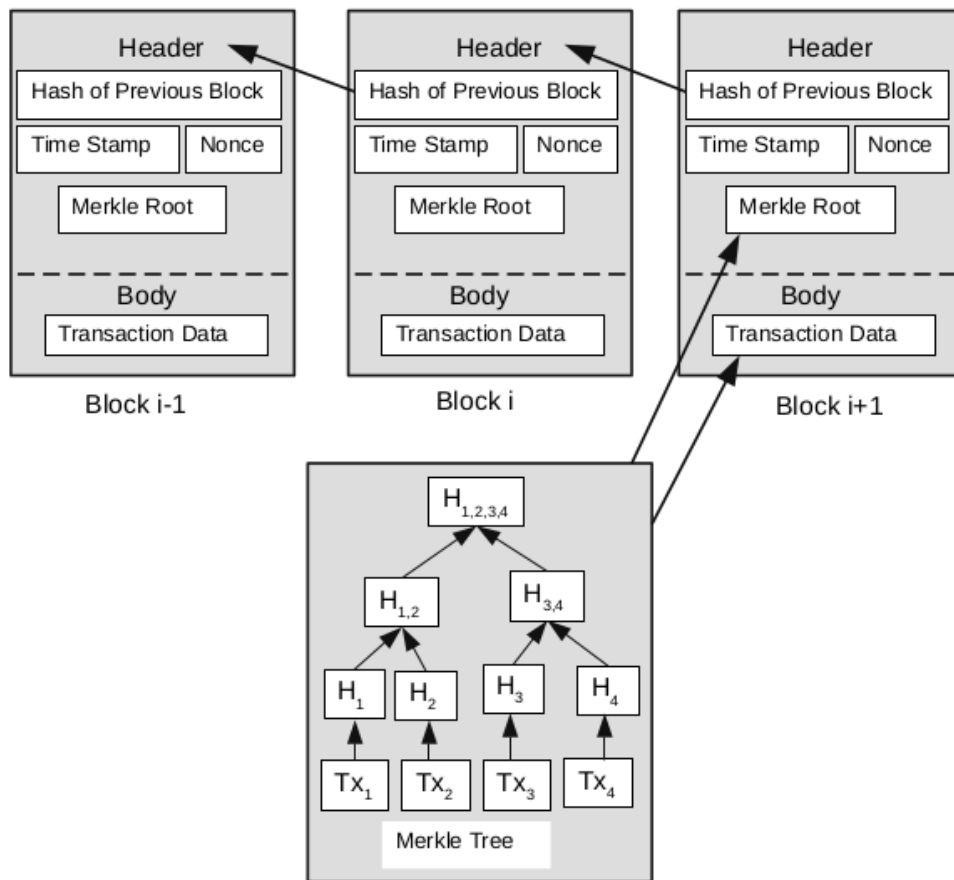 Header
Hash of Previous Block
Time Stamp
Nonce
Merkle Root
Body
Transaction Data
Block i-1
Header
Hash of Previous Block
Time Stamp
Nonce
Merkle Root
Body
Transaction Data
Block i
Header
Hash of Previous Block
Time Stamp
Nonce
Merkle Root
Body
Transaction Data
Block i+1
H1,2,3,4
H1,2
H3,4
H1
H2
H3
H4
Tx1
Tx2
Tx3
Tx4
Merkle Tree